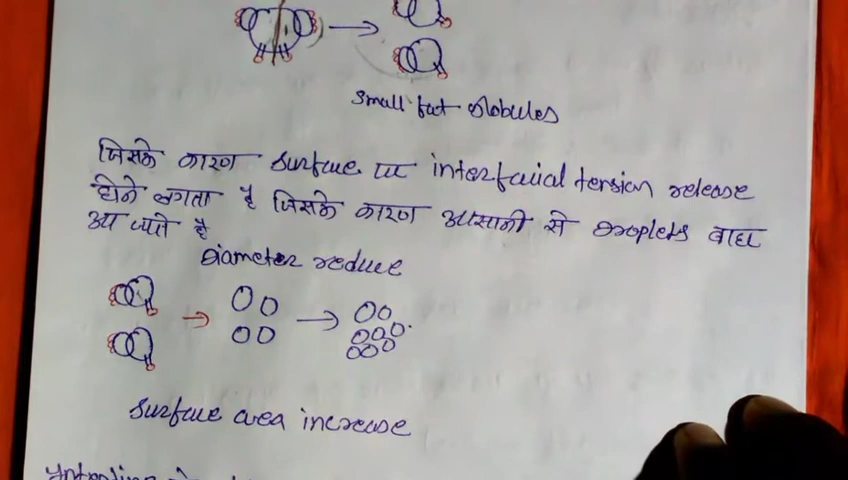 Small fat globules
जिसके कारण surface या interfacial tension release
होने लगता है जिसके कारण आसानी से Droplets बाहर
आ जाते है
Diameter reduce
Surface area increase